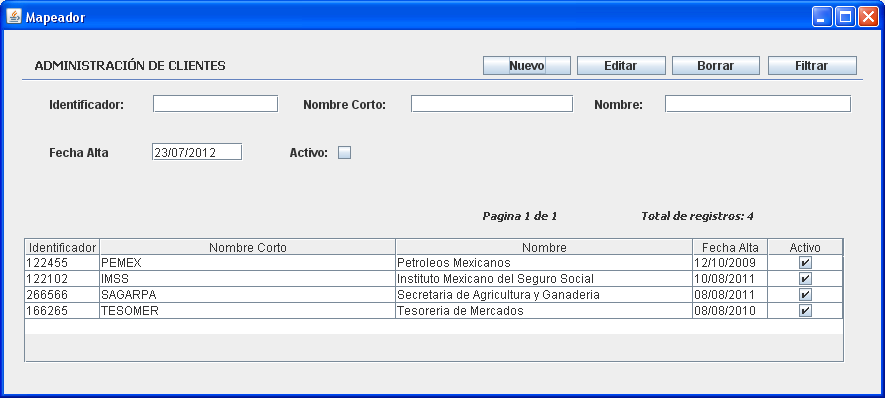 Mapeador
ADMINISTRACIÓN DE CLIENTES Nuevo Editar Borrar Filtrar
Identificador: Nombre Corto: Nombre:
Fecha Alta 23/07/2012 Activo:
Pagina 1 de 1 Total de registros: 4
Identificador Nombre Corto Nombre Fecha Alta Activo
122455 PEMEX Petroleos Mexicanos 12/10/2009
122102 IMSS Instituto Mexicano del Seguro Social 10/08/2011
266566 SAGARPA Secretaria de Agricultura y Ganaderia 08/08/2011
166265 TESOMER Tesoreria de Mercados 08/08/2010